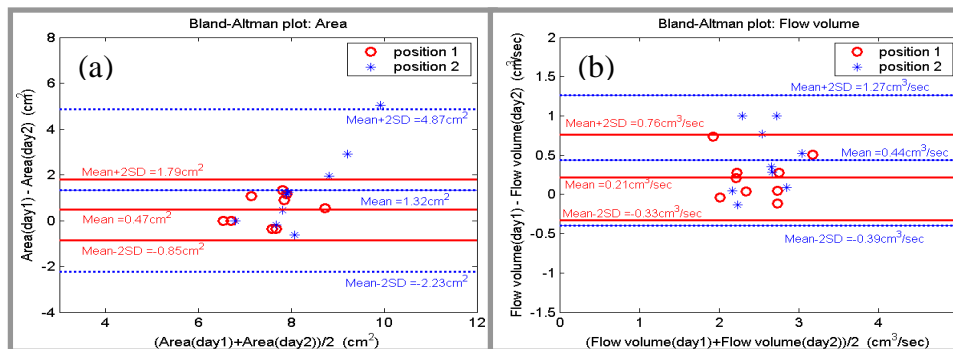 Bland-Altman plot: Area
(a)
position 1
position 2
Mean+2SD =4.87cm²
Mean+2SD =1.79cm²
Mean =1.32cm²
Mean =0.47cm²
Mean-2SD =-0.85cm²
Mean-2SD =-2.23cm²
8
6
4
2
0
-2
-4
4
6
8
10
12
Area(day1) - Area(day2) (cm²)
(Area(day1)+Area(day2))/2 (cm²)
Bland-Altman plot: Flow volume
(b)
position 1
position 2
Mean+2SD =1.27cm³/sec
Mean+2SD =0.76cm³/sec
Mean =0.44cm³/sec
Mean =0.21cm³/sec
Mean-2SD =-0.33cm³/sec
Mean-2SD =-0.39cm³/sec
2
1.5
1
0.5
0
-0.5
-1
-1.5
0
1
2
3
4
Flow volume(day1) - Flow volume(day2) (cm³/sec)
(Flow volume(day1)+Flow volume(day2))/2 (cm³/sec)